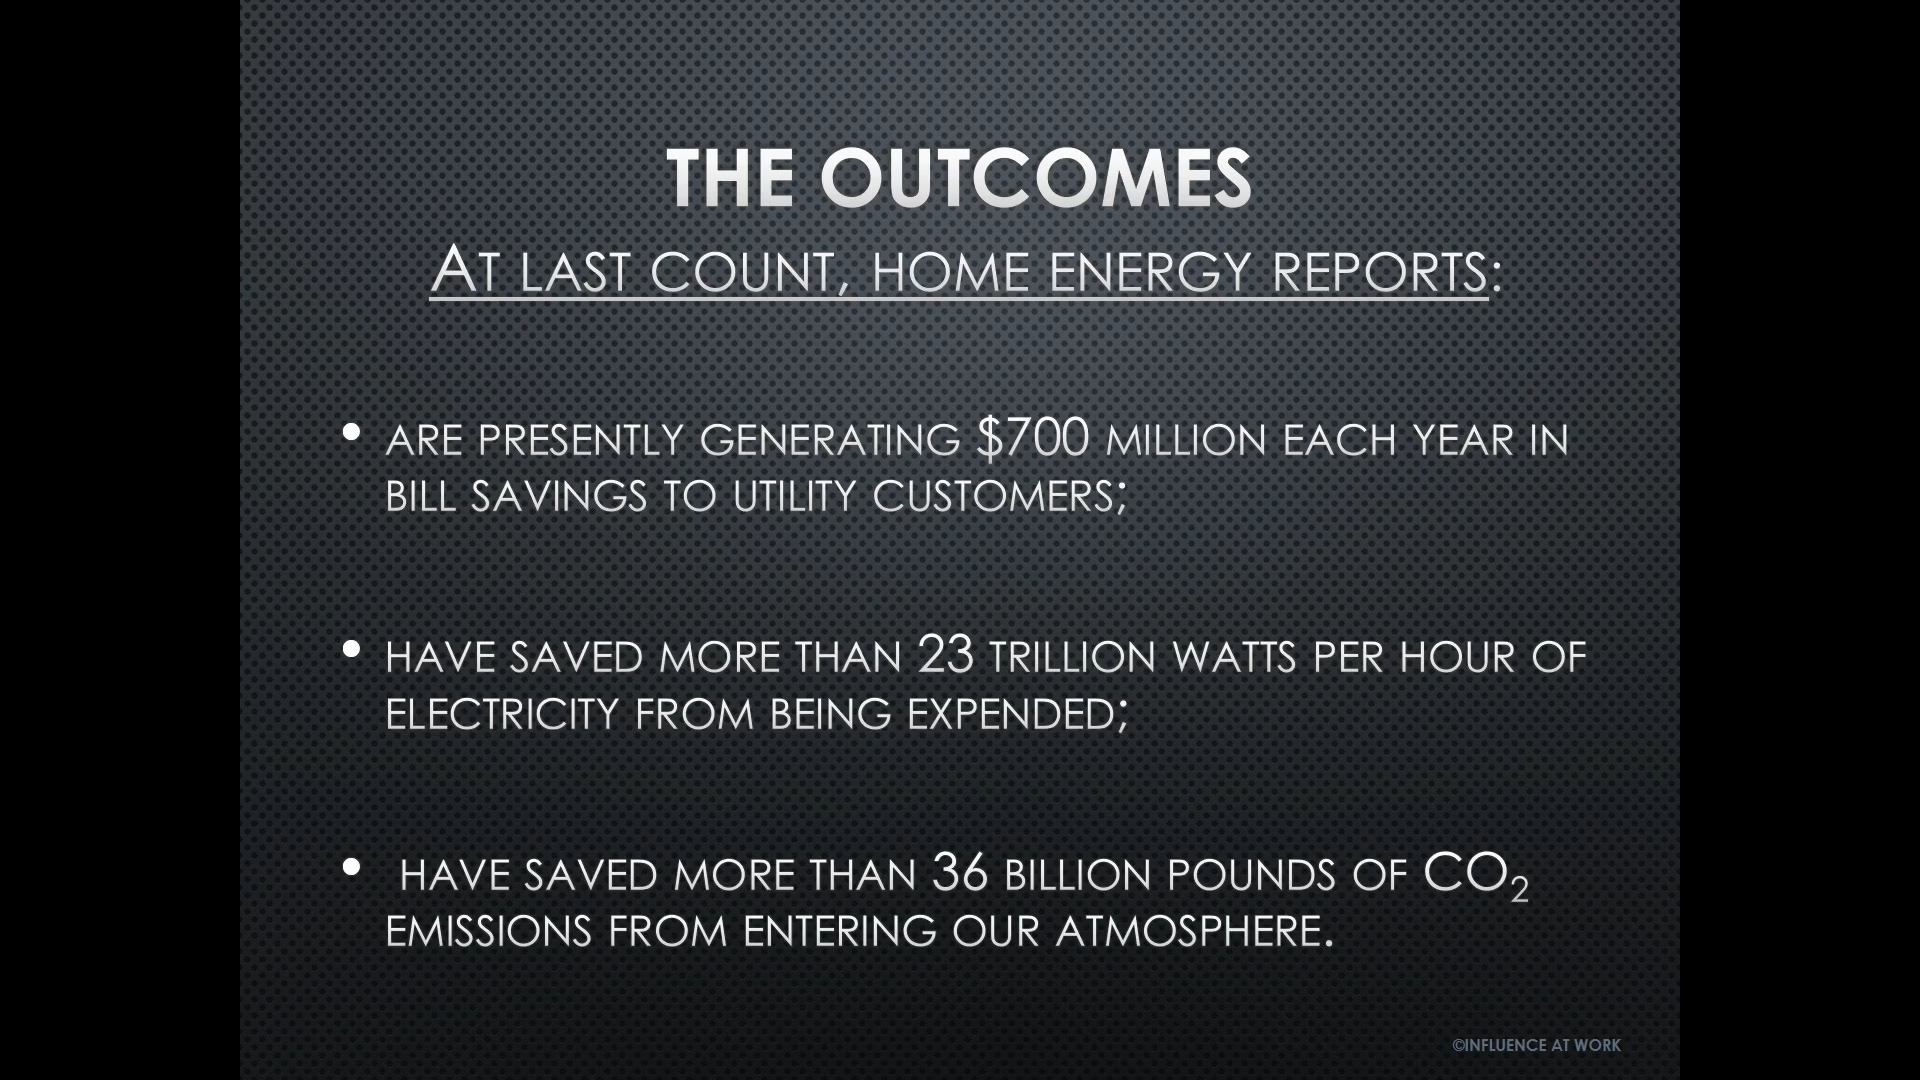 THE OUTCOMES
AT LAST COUNT, HOME ENERGY REPORTS:
• ARE PRESENTLY GENERATING $700 MILLION EACH YEAR IN
BILL SAVINGS TO UTILITY CUSTOMERS;
• HAVE SAVED MORE THAN 23 TRILLION WATTS PER HOUR OF
ELECTRICITY FROM BEING EXPENDED;
• HAVE SAVED MORE THAN 36 BILLION POUNDS OF CO₂
EMISSIONS FROM ENTERING OUR ATMOSPHERE.
©INFLUENCE AT WORK